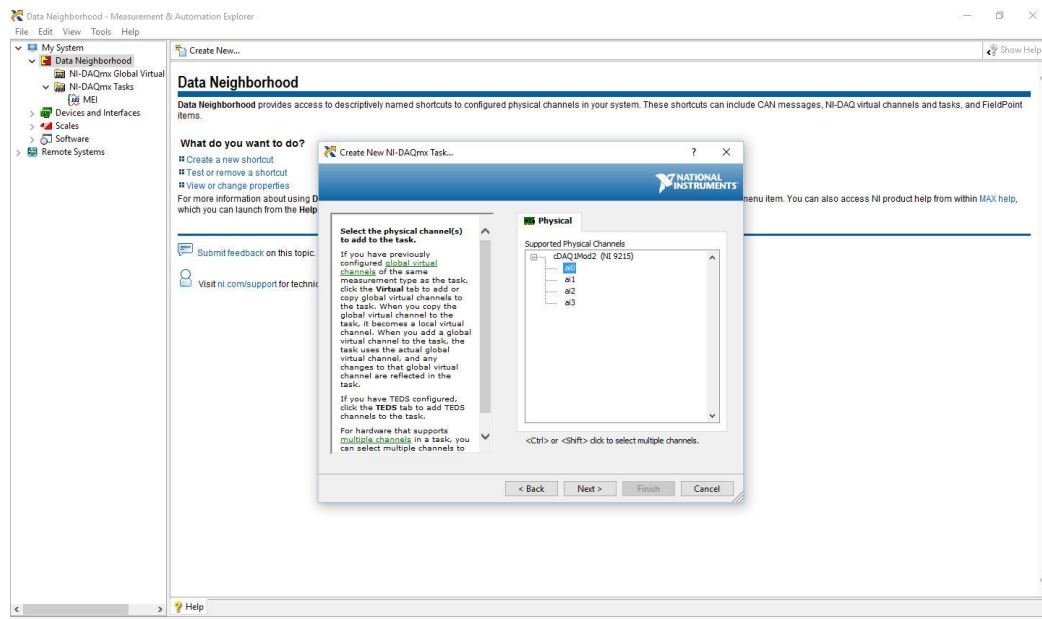 Data Neighborhood - Measurement & Automation Explorer
File Edit View Tools Help
My System
Data Neighborhood
NI-DAQmx Global Virtual
NI-DAQmx Tasks
MEI
Devices and Interfaces
Scales
Software
Remote Systems
Create New...
Show Help
Data Neighborhood
Data Neighborhood provides access to descriptively named shortcuts to configured physical channels in your system. These shortcuts can include CAN messages, NI-DAQ virtual channels and tasks, and FieldPoint
items.
What do you want to do?
Create a new shortcut
Test or remove a shortcut
View or change properties
For more information about using D
menu item. You can also access NI product help from within MAX help,
which you can launch from the Help
Submit feedback on this topic.
Visit ni.com/support for technic
Create New NI-DAQmx Task...
? 
NATIONAL
INSTRUMENTS
Select the physical channel(s)
to add to the task.
If you have previously
configured global virtual
channels of the same
measurement type as the task,
click the Virtual tab to add or
copy global virtual channels to
the task. When you copy the
global virtual channel to the
task, it becomes a local virtual
channel. When you add a global
virtual channel to the task, the
task uses the actual global
virtual channel, and any
changes to that global virtual
channel are reflected in the
task.
If you have TEDS configured,
click the TEDS tab to add TEDS
channels to the task.
For hardware that supports
multiple channels in a task, you
can select multiple channels to
Physical
Supported Physical Channels
cDAQ1Mod2 (NI 9215)
ai0
ai1
ai2
ai3
<Ctrl> or <Shift> click to select multiple channels.
< Back Next > Finish Cancel
Help